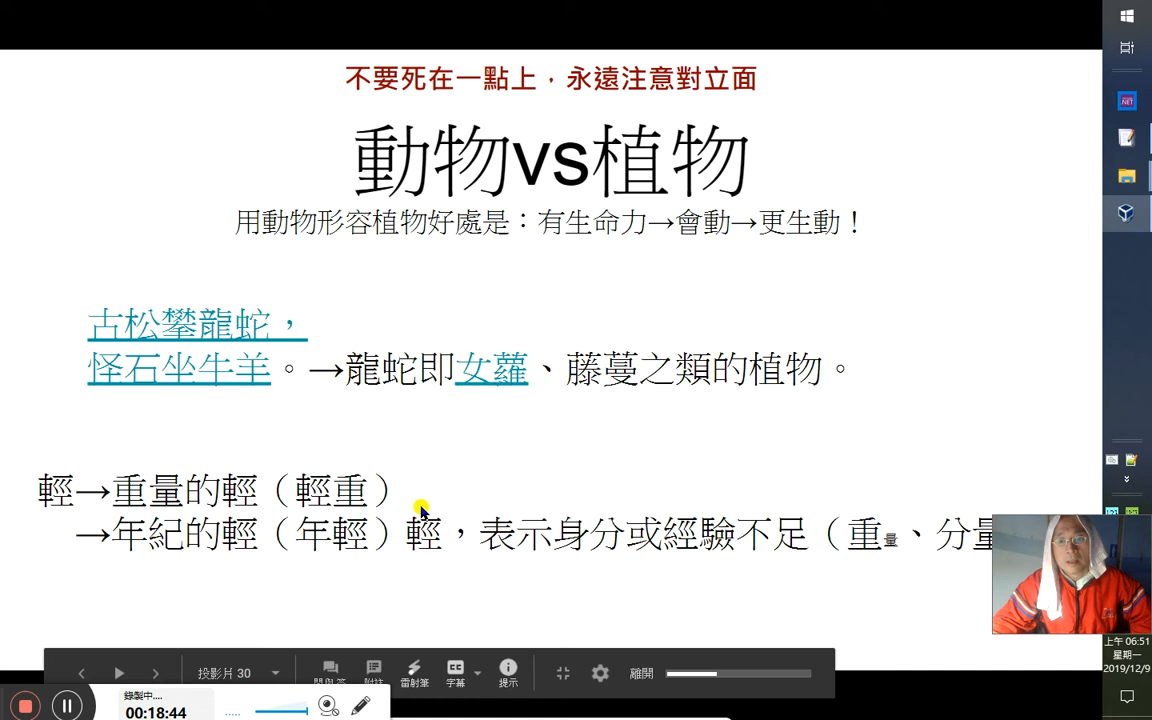 不要死在一點上，永遠注意對立面
動物vs植物
用動物形容植物好處是：有生命力→會動→更生動！
古松攀龍蛇，
怪石坐牛羊。→龍蛇即女蘿、藤蔓之類的植物。
輕→重量的輕（輕重）
→年紀的輕（年輕）輕，表示身分或經驗不足（重量、分量
投影片 30
附註
雷射筆
字幕
提示
離開
錄製中....
00:18:44
上午 06:51
星期一
2019/12/9